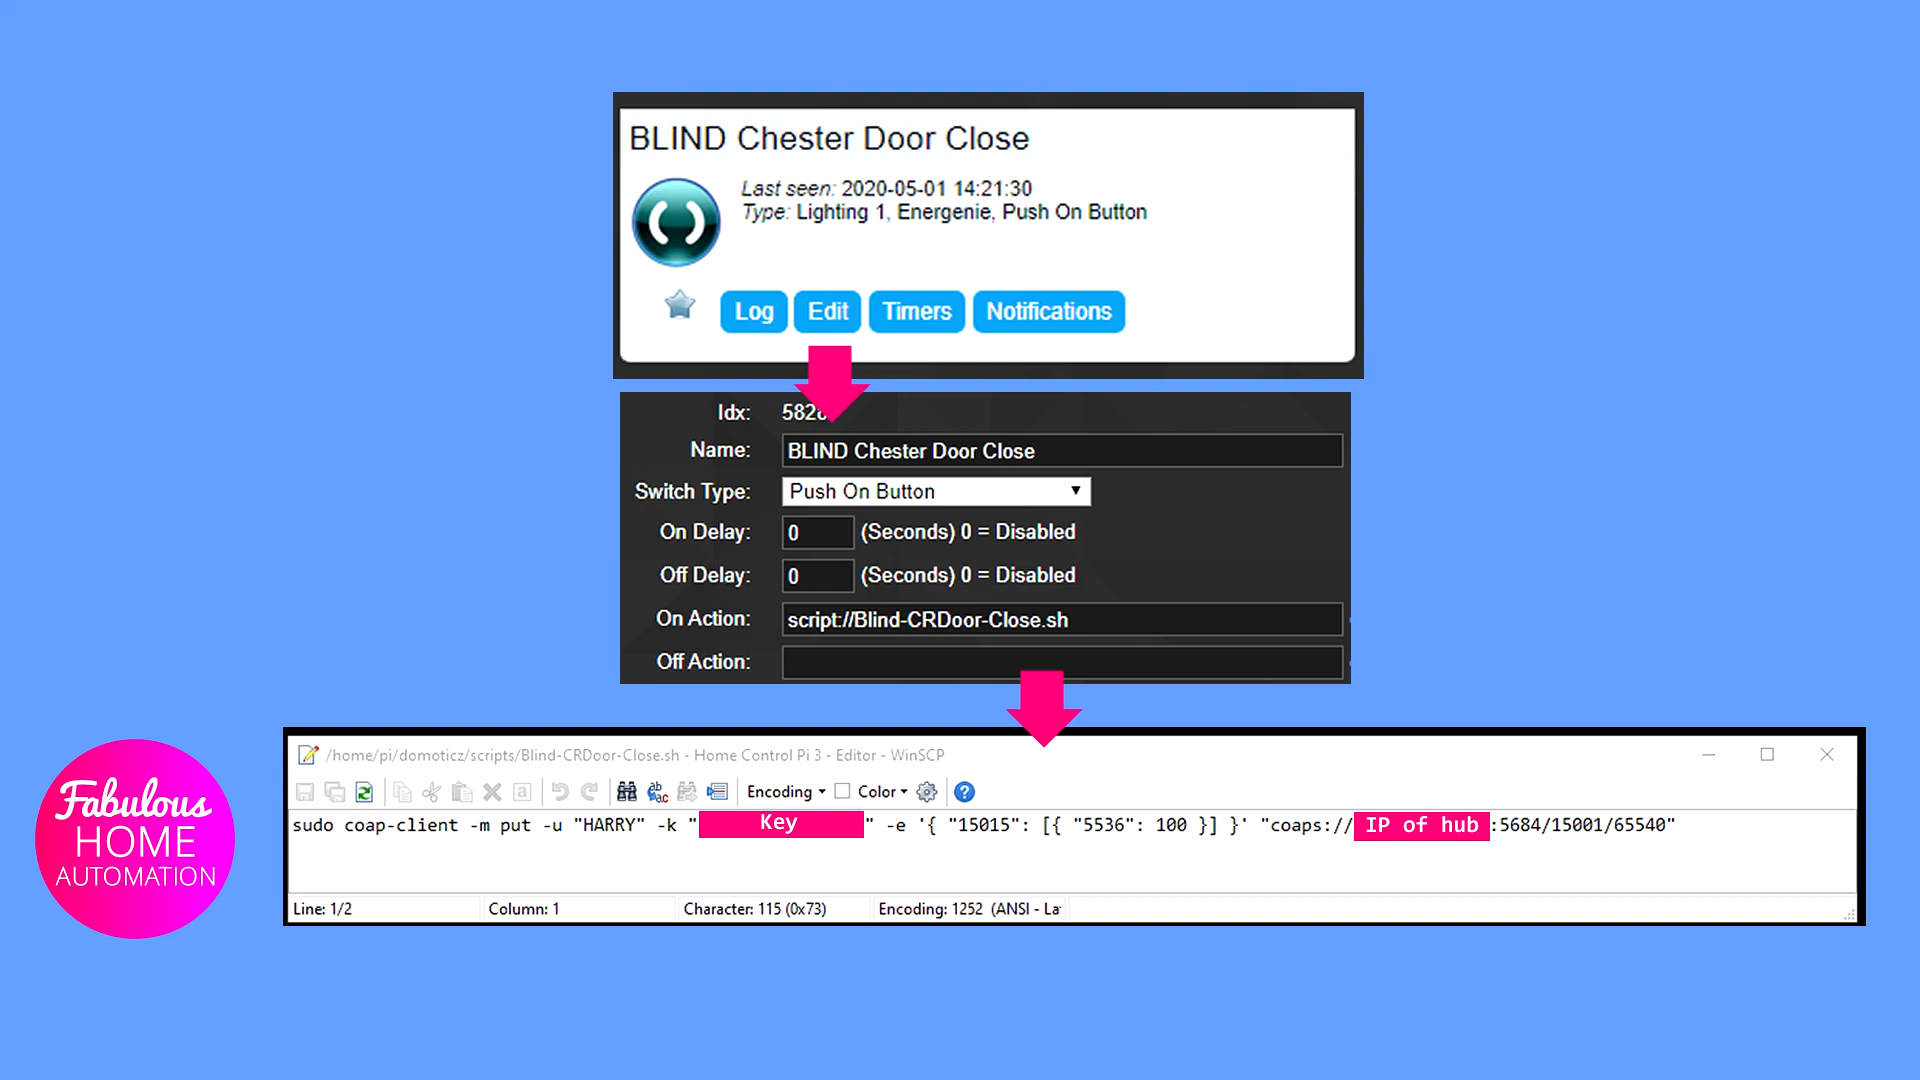 BLIND Chester Door Close
Last seen: 2020-05-01 14:21:30
Type: Lighting 1, Energenie, Push On Button
Log Edit Timers Notifications
Idx:
Name: BLIND Chester Door Close
Switch Type: Push On Button
On Delay: 0 (Seconds) 0 = Disabled
Off Delay: 0 (Seconds) 0 = Disabled
On Action: script://Blind-CRDoor-Close.sh
Off Action:
/home/pi/domoticz/scripts/Blind-CRDoor-Close.sh - Home Control Pi 3 - Editor - WinSCP
Encoding Color
sudo coap-client -m put -u "HARRY" -k "Key" -e '{ "15015": [{ "5536": 100 }] }' "coaps://IP of hub:5684/15001/65540"
Line: 1/2 Column: 1 Character: 115 (0x73) Encoding: 1252 (ANSI - La
Fabulous
HOME
AUTOMATION